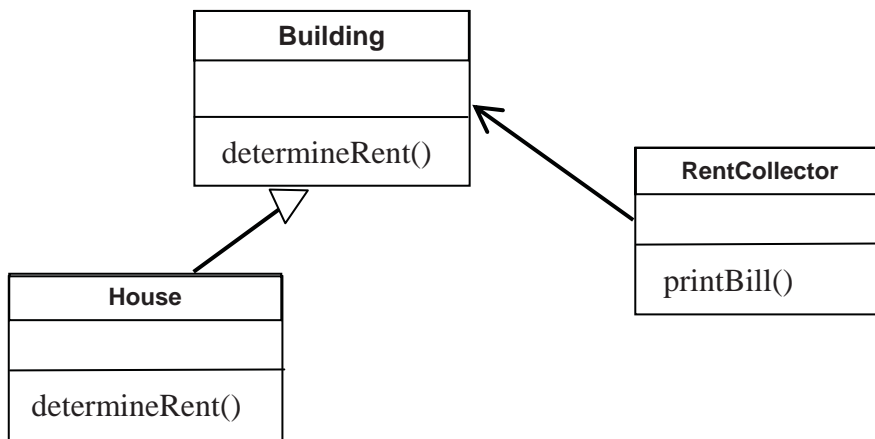 Building
determineRent()
RentCollector
printBill()
House
determineRent()